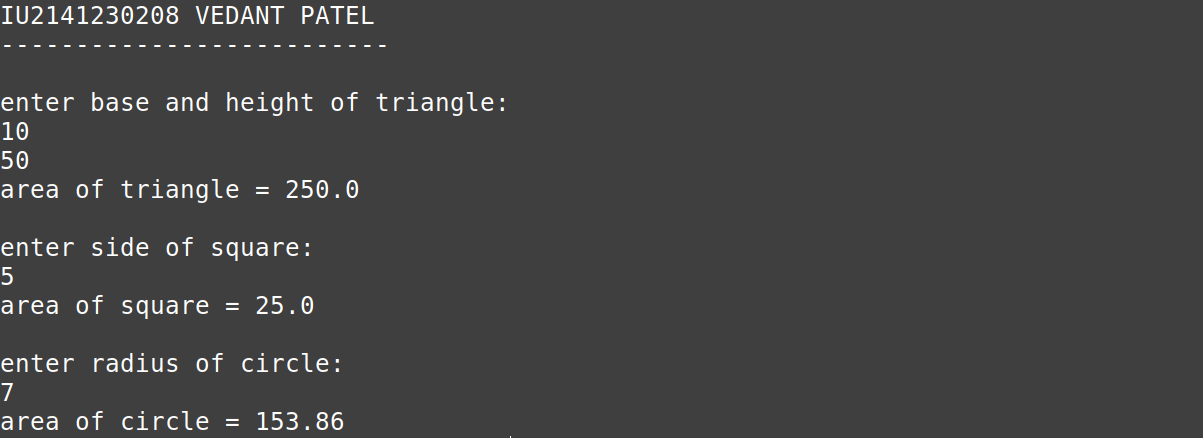 IU2141230208 VEDANT PATEL
--------------------------
enter base and height of triangle:
10
50
area of triangle = 250.0
enter side of square:
5
area of square = 25.0
enter radius of circle:
7
area of circle = 153.86